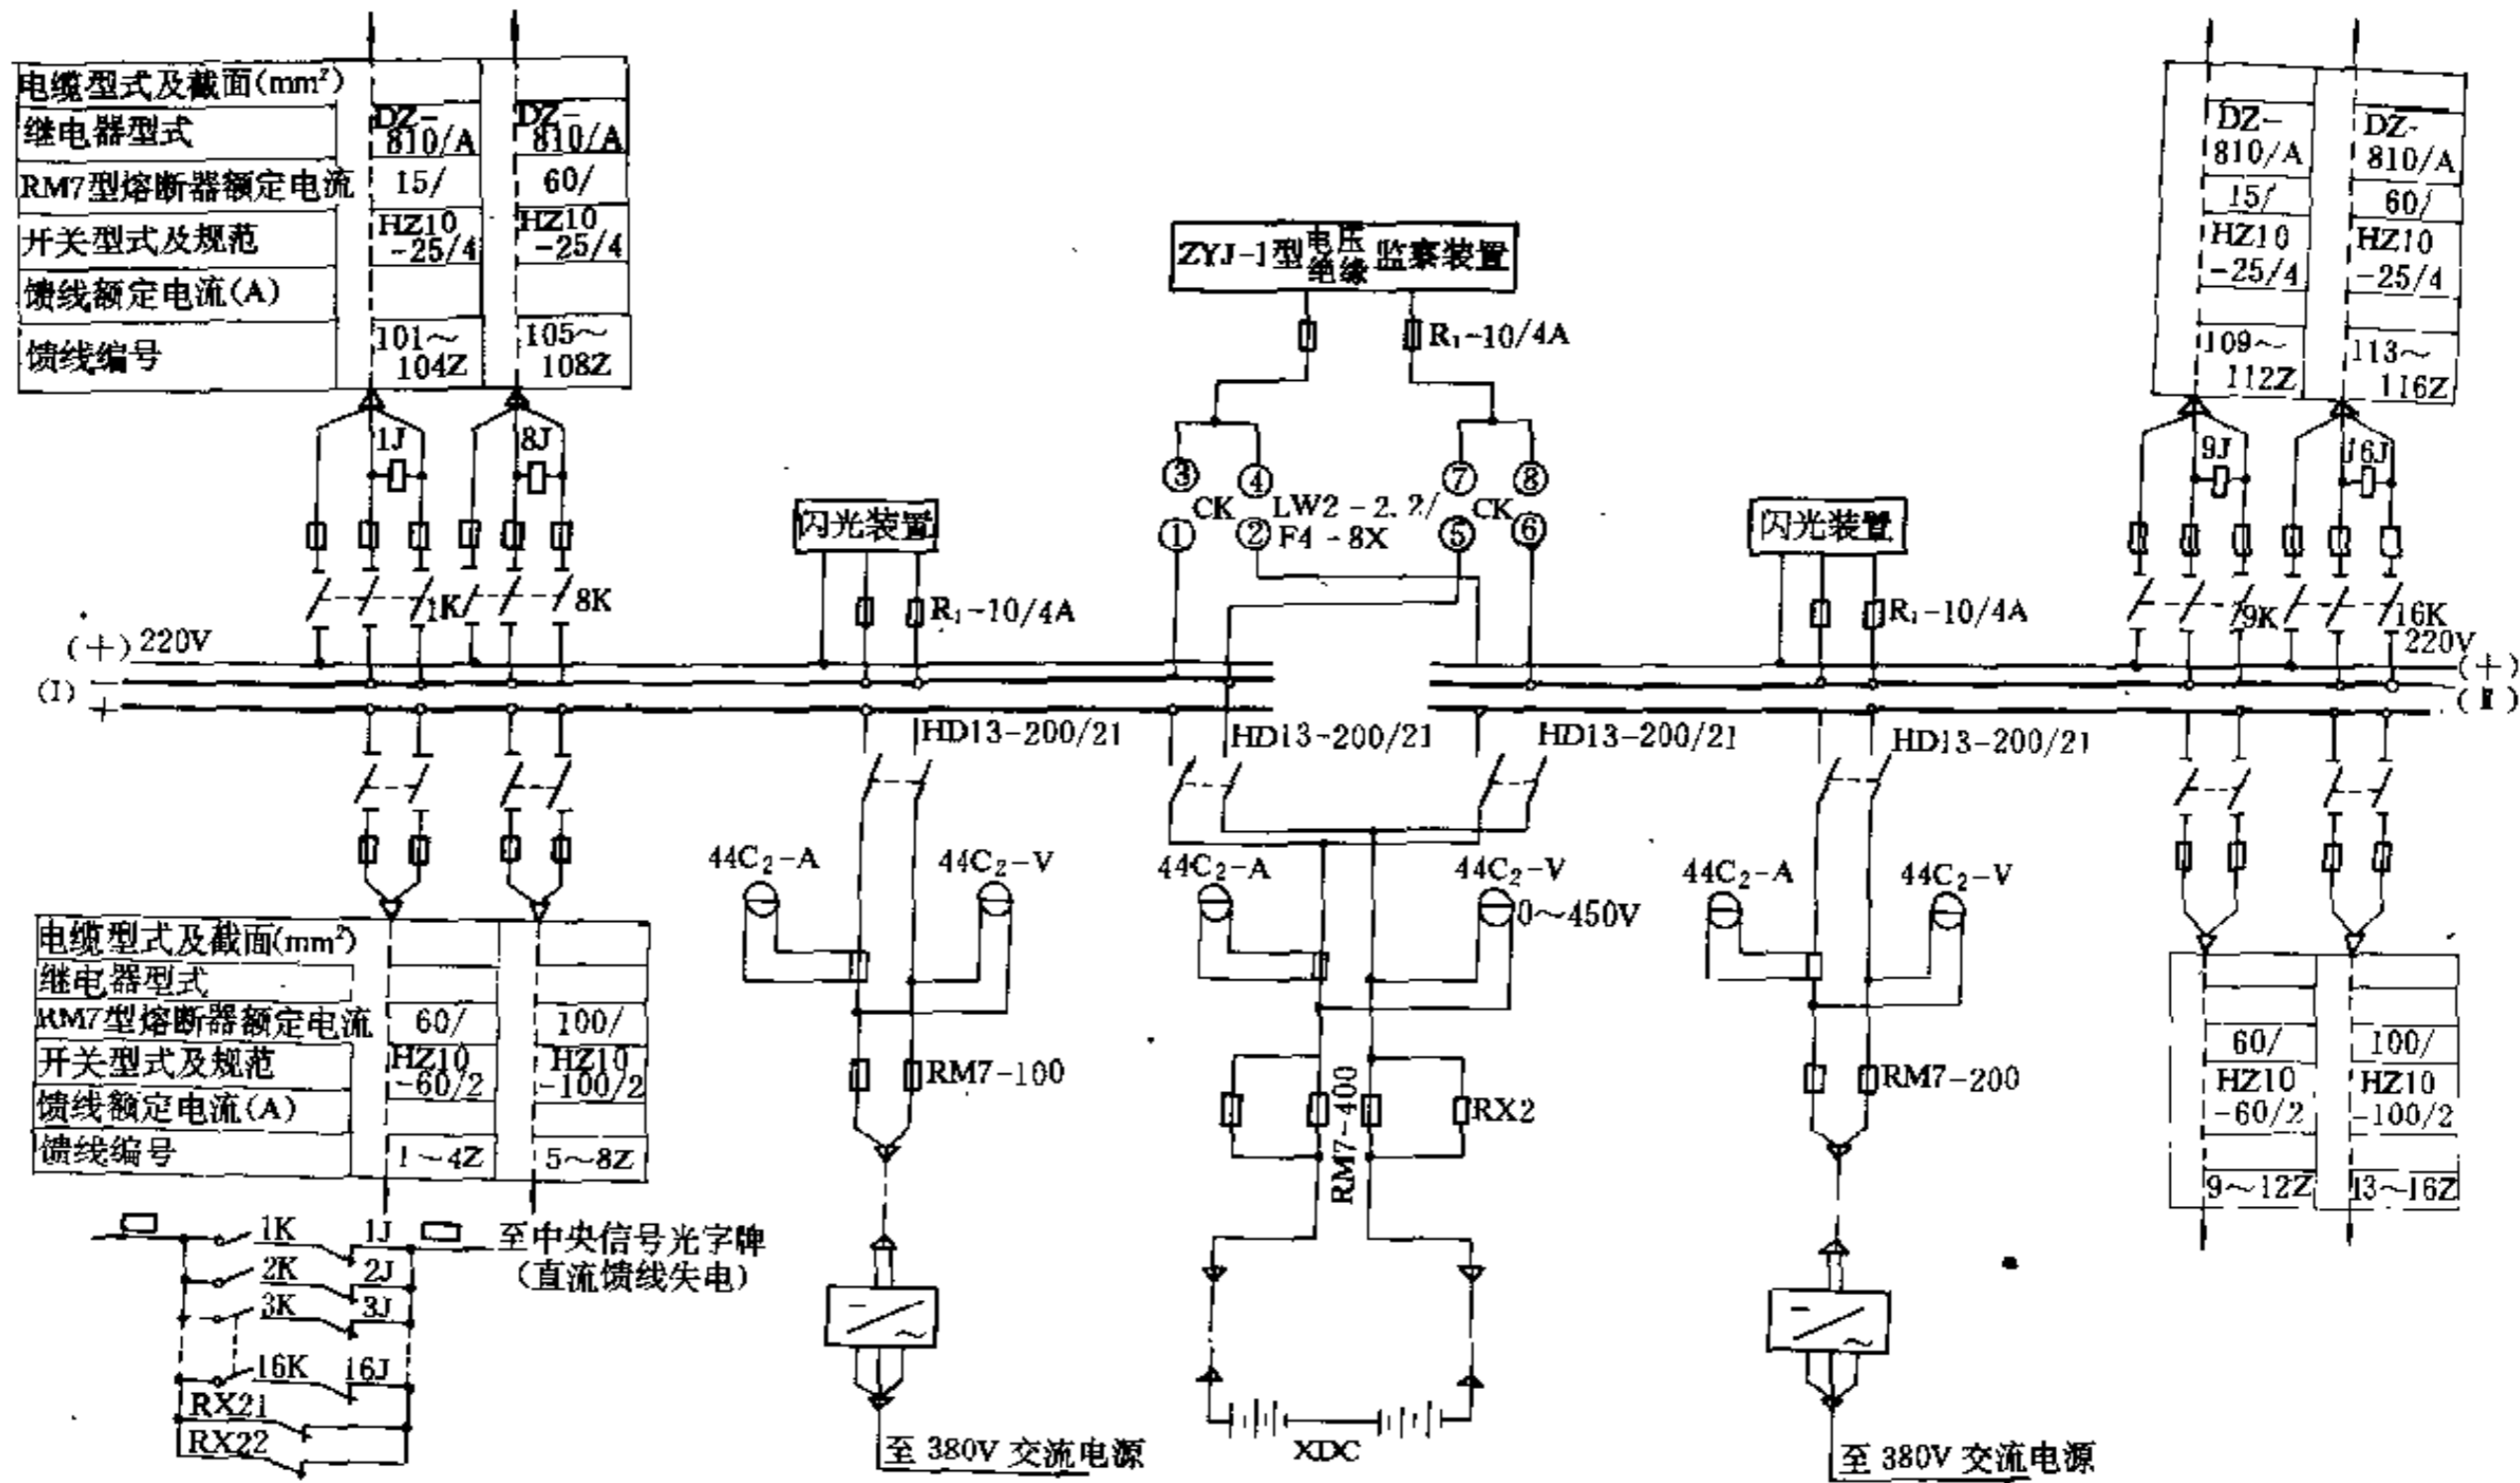 电缆型式及截面(mm²)
继电器型式 DZ-810/A DZ-810/A
RM7型熔断器额定电流 15/ 60/
开关型式及规范 HZ10-25/4 HZ10-25/4
馈线额定电流(A)
馈线编号 101～104Z 105～108Z
1J 8J
1K 8K
ZYJ-1型电压绝缘监察装置
R₁-10/4A
③ ④ ⑦ ⑧
CK LW2-2.2/F4-8X CK
① ② ⑤ ⑥
闪光装置
R₁-10/4A
闪光装置
R₁-10/4A
DZ-810/A DZ-810/A
15/ 60/
HZ10-25/4 HZ10-25/4
109～112Z 113～116Z
9J 16J
9K 16K
(+) 220V
220V (+)
(I) −
+
(II)
HD13-200/21 HD13-200/21 HD13-200/21 HD13-200/21
44C₂-A 44C₂-V
44C₂-A 44C₂-V
0～450V
44C₂-A 44C₂-V
RM7-100
RM7-400
RX2
RM7-200
电缆型式及截面(mm²)
继电器型式
RM7型熔断器额定电流 60/ 100/
开关型式及规范 HZ10-60/2 HZ10-100/2
馈线额定电流(A)
馈线编号 1～4Z 5～8Z
60/ 100/
HZ10-60/2 HZ10-100/2
9～12Z 13～16Z
1K 1J 至中央信号光字牌
2K 2J (直流馈线失电)
3K 3J
16K 16J
RX21
RX22
− ~
至 380V 交流电源
XDC
− ~
至 380V 交流电源